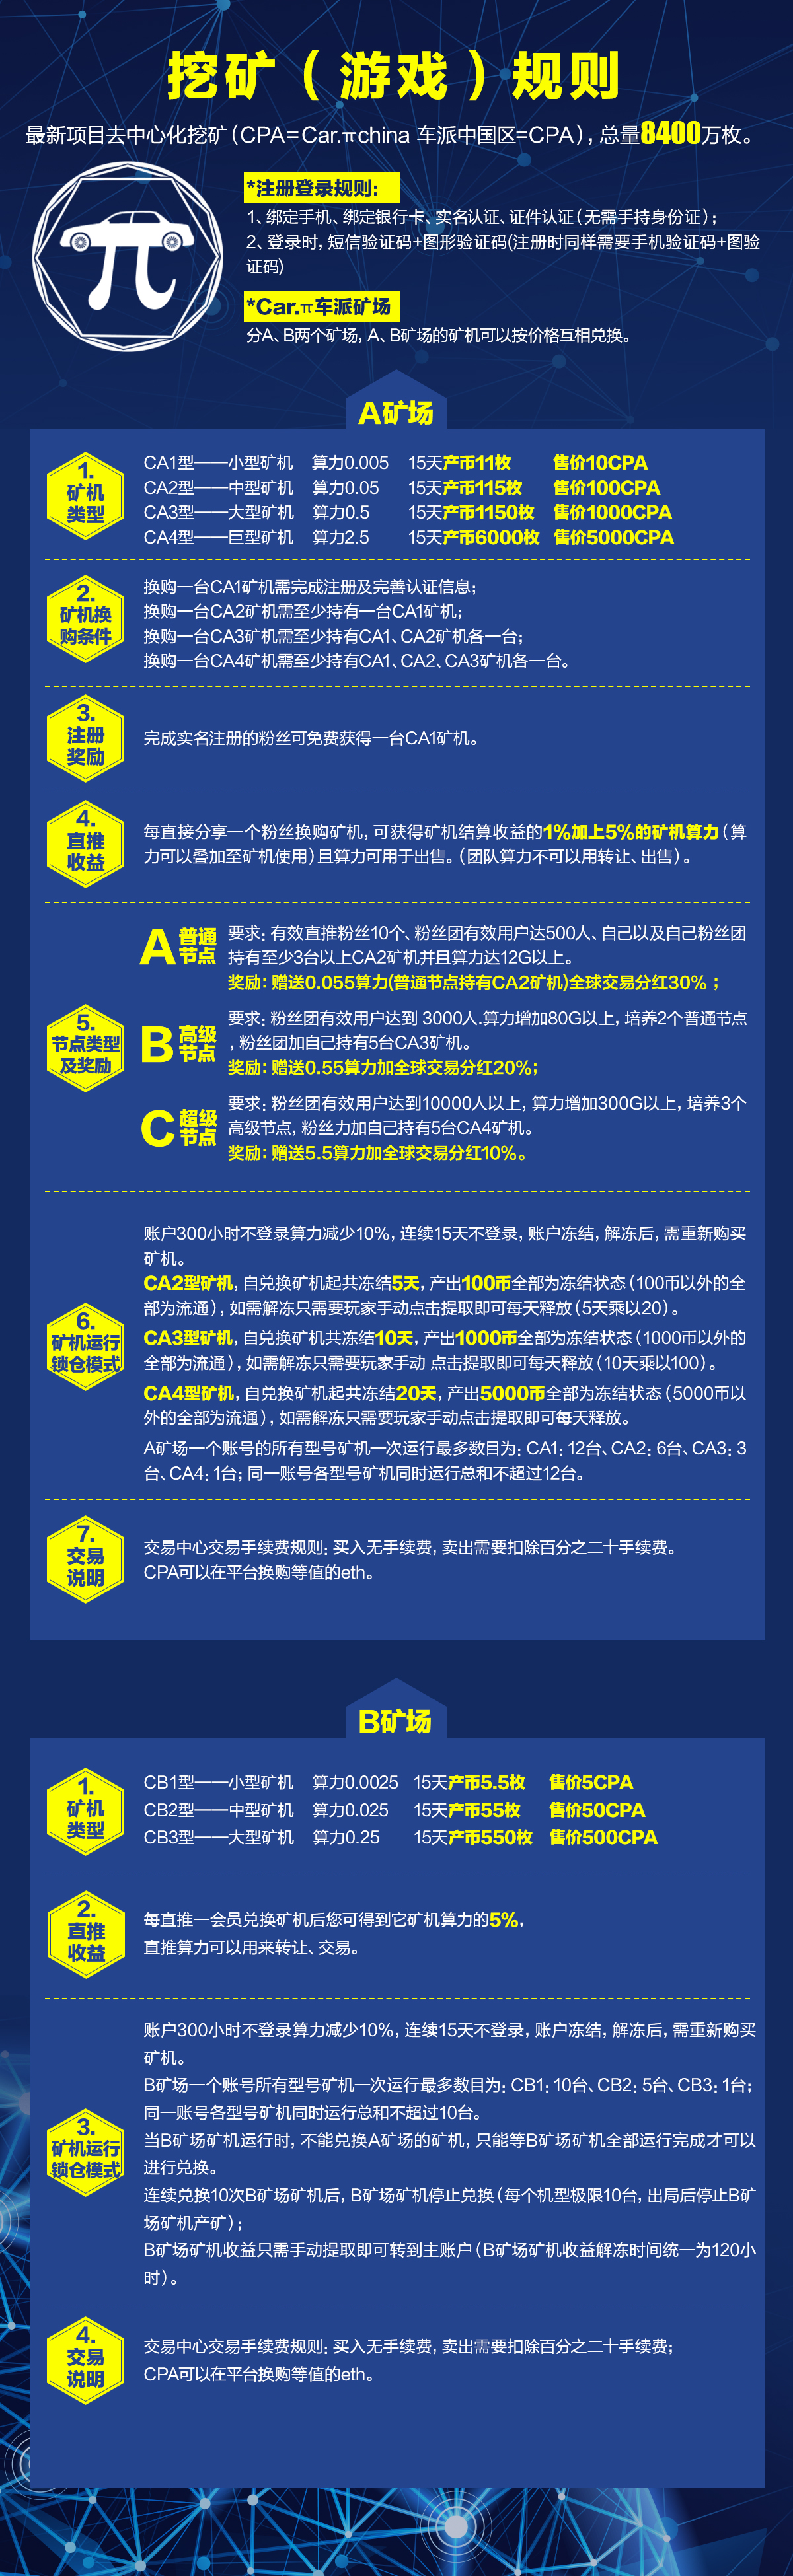 挖矿（游戏）规则
最新项目去中心化挖矿（CPA=Car.πchina 车派中国区=CPA），总量8400万枚。
*注册登录规则：
1、绑定手机、绑定银行卡、实名认证、证件认证（无需手持身份证）；
2、登录时，短信验证码+图形验证码(注册时同样需要手机验证码+图验
证码)
*Car.π车派矿场
分A、B两个矿场，A、B矿场的矿机可以按价格互相兑换。
π
A矿场
1.
矿机
类型
CA1型——小型矿机 算力0.005 15天产币11枚 售价10CPA
CA2型——中型矿机 算力0.05 15天产币115枚 售价100CPA
CA3型——大型矿机 算力0.5 15天产币1150枚 售价1000CPA
CA4型——巨型矿机 算力2.5 15天产币6000枚 售价5000CPA
2.
矿机换
购条件
换购一台CA1矿机需完成注册及完善认证信息；
换购一台CA2矿机需至少持有一台CA1矿机；
换购一台CA3矿机需至少持有CA1、CA2矿机各一台；
换购一台CA4矿机需至少持有CA1、CA2、CA3矿机各一台。
3.
注册
奖励
完成实名注册的粉丝可免费获得一台CA1矿机。
4.
直推
收益
每直接分享一个粉丝换购矿机，可获得矿机结算收益的1%加上5%的矿机算力（算
力可以叠加至矿机使用）且算力可用于出售。（团队算力不可以用转让、出售）。
5.
节点类型
及奖励
A 普通
节点
要求：有效直推粉丝10个、粉丝团有效用户达500人、自己以及自己粉丝团
持有至少3台以上CA2矿机并且算力达12G以上。
奖励：赠送0.055算力(普通节点持有CA2矿机)全球交易分红30%；
B 高级
节点
要求：粉丝团有效用户达到 3000人.算力增加80G以上，培养2个普通节点
，粉丝团加自己持有5台CA3矿机。
奖励：赠送0.55算力加全球交易分红20%；
C 超级
节点
要求：粉丝团有效用户达到10000人以上，算力增加300G以上，培养3个
高级节点，粉丝力加自己持有5台CA4矿机。
奖励：赠送5.5算力加全球交易分红10%。
6.
矿机运行
锁仓模式
账户300小时不登录算力减少10%，连续15天不登录，账户冻结，解冻后，需重新购买
矿机。
CA2型矿机，自兑换矿机起共冻结5天，产出100币全部为冻结状态（100币以外的全
部为流通），如需解冻只需要玩家手动点击提取即可每天释放（5天乘以20）。
CA3型矿机，自兑换矿机共冻结10天，产出1000币全部为冻结状态（1000币以外的
全部为流通），如需解冻只需要玩家手动 点击提取即可每天释放（10天乘以100）。
CA4型矿机，自兑换矿机起共冻结20天，产出5000币全部为冻结状态（5000币以
外的全部为流通），如需解冻只需要玩家手动点击提取即可每天释放。
A矿场一个账号的所有型号矿机一次运行最多数目为：CA1：12台、CA2：6台、CA3：3
台、CA4：1台；同一账号各型号矿机同时运行总和不超过12台。
7.
交易
说明
交易中心交易手续费规则：买入无手续费，卖出需要扣除百分之二十手续费。
CPA可以在平台换购等值的eth。
B矿场
1.
矿机
类型
CB1型——小型矿机 算力0.0025 15天产币5.5枚 售价5CPA
CB2型——中型矿机 算力0.025 15天产币55枚 售价50CPA
CB3型——大型矿机 算力0.25 15天产币550枚 售价500CPA
2.
直推
收益
每直推一会员兑换矿机后您可得到它矿机算力的5%，
直推算力可以用来转让、交易。
3.
矿机运行
锁仓模式
账户300小时不登录算力减少10%，连续15天不登录，账户冻结，解冻后，需重新购买
矿机。
B矿场一个账号所有型号矿机一次运行最多数目为：CB1：10台、CB2：5台、CB3：1台；
同一账号各型号矿机同时运行总和不超过10台。
当B矿场矿机运行时，不能兑换A矿场的矿机，只能等B矿场矿机全部运行完成才可以
进行兑换。
连续兑换10次B矿场矿机后，B矿场矿机停止兑换（每个机型极限10台，出局后停止B矿
场矿机产矿）；
B矿场矿机收益只需手动提取即可转到主账户（B矿场矿机收益解冻时间统一为120小
时）。
4.
交易
说明
交易中心交易手续费规则：买入无手续费，卖出需要扣除百分之二十手续费；
CPA可以在平台换购等值的eth。